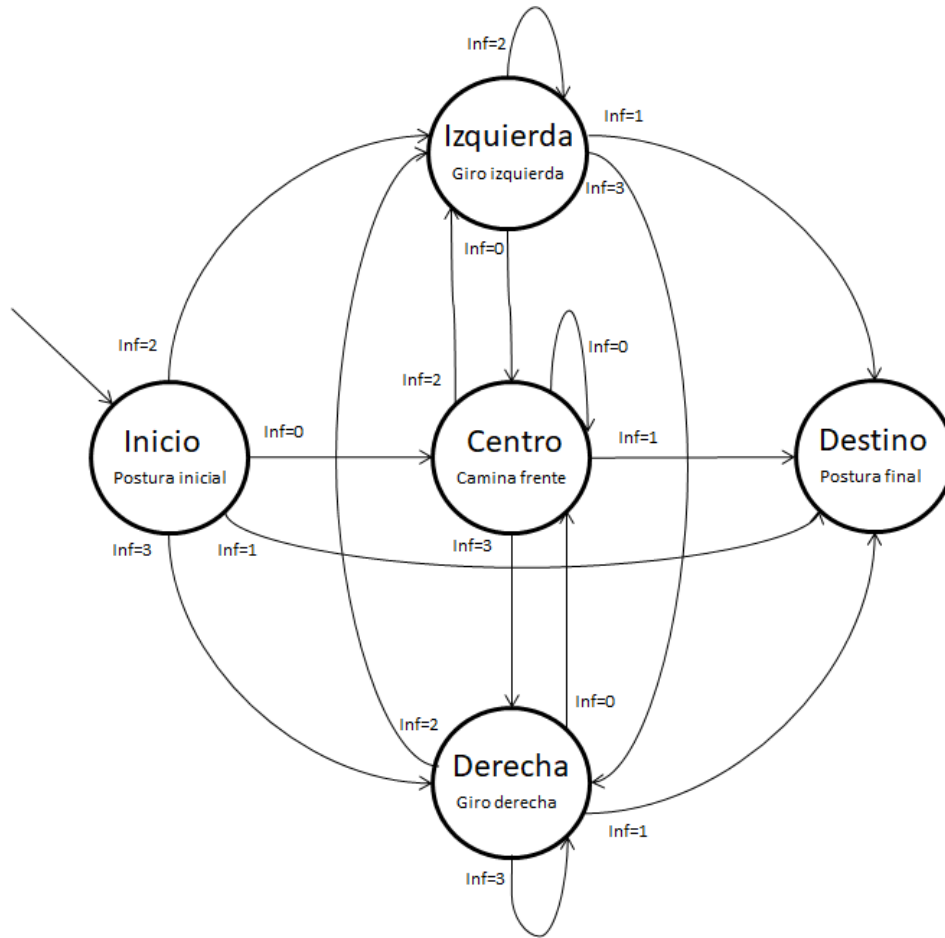 Inf=2
Izquierda
Giro izquierda
Inf=1
Inf=3
Inf=0
Inf=2
Inf=0
Inf=2
Inicio
Postura inicial
Inf=0
Centro
Camina frente
Inf=1
Destino
Postura final
Inf=3
Inf=1
Inf=3
Inf=0
Inf=2
Derecha
Giro derecha
Inf=1
Inf=3